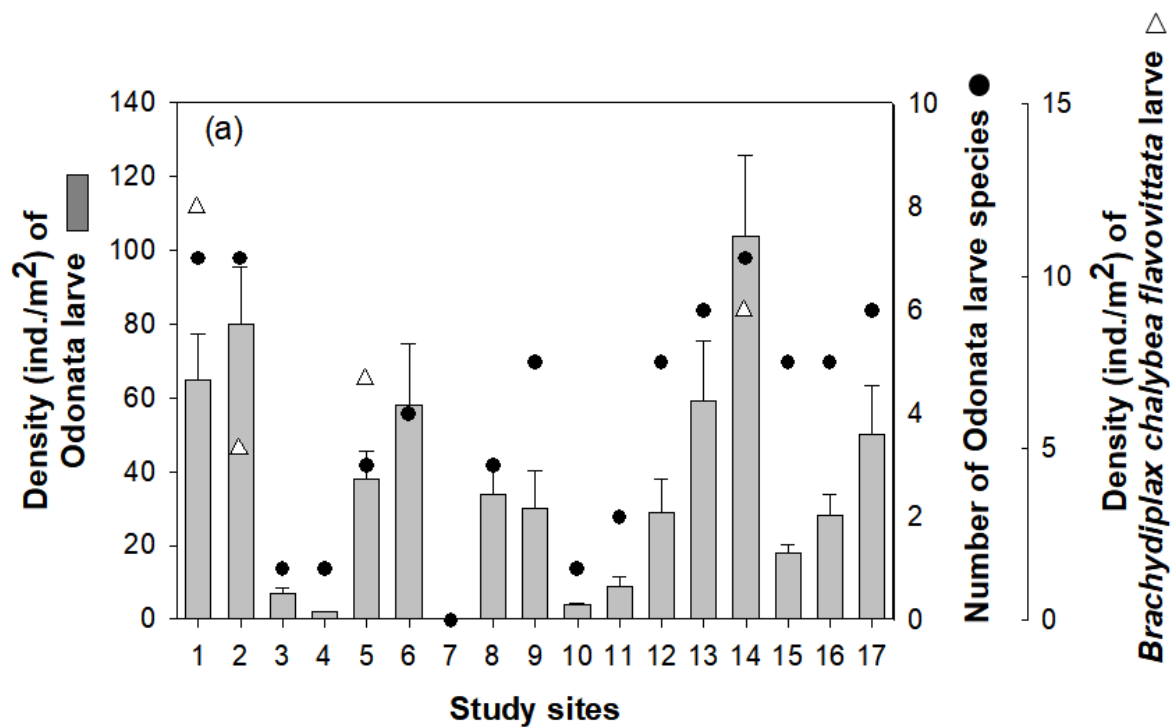 (a)
Density (ind./m²) of
Odonata larve
140
120
100
80
60
40
20
0
1 2 3 4 5 6 7 8 9 10 11 12 13 14 15 16 17
Study sites
10
8
6
4
2
0
Number of Odonata larve species
15
10
5
0
Density (ind./m²) of
Brachydiplax chalybea flavovittata larve